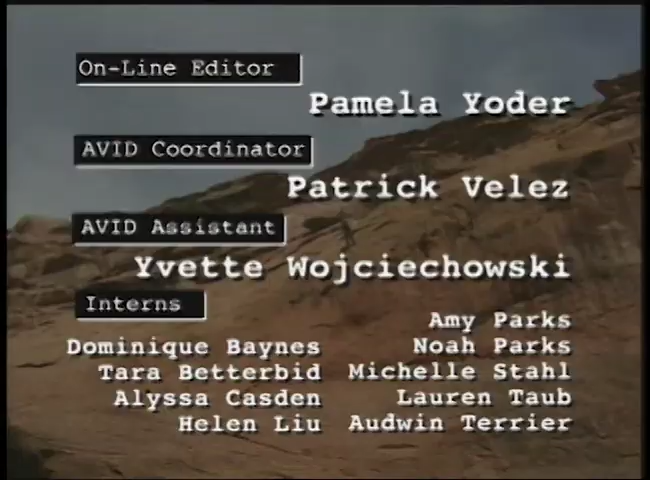 On-Line Editor
Pamela Yoder
AVID Coordinator
Patrick Velez
AVID Assistant
Yvette Wojciechowski
Interns
Amy Parks
Dominique Baynes Noah Parks
Tara Betterbid Michelle Stahl
Alyssa Casden Lauren Taub
Helen Liu Audwin Terrier